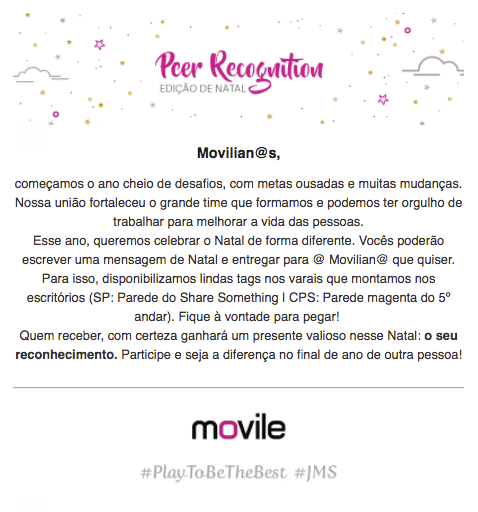 Peer Recognition
EDIÇÃO DE NATAL
Movilian@s,
começamos o ano cheio de desafios, com metas ousadas e muitas mudanças.
Nossa união fortaleceu o grande time que formamos e podemos ter orgulho de
trabalhar para melhorar a vida das pessoas.
Esse ano, queremos celebrar o Natal de forma diferente. Vocês poderão
escrever uma mensagem de Natal e entregar para @ Movilian@ que quiser.
Para isso, disponibilizamos lindas tags nos varais que montamos nos
escritórios (SP: Parede do Share Something | CPS: Parede magenta do 5º
andar). Fique à vontade para pegar!
Quem receber, com certeza ganhará um presente valioso nesse Natal: o seu
reconhecimento. Participe e seja a diferença no final de ano de outra pessoa!
movile
#PlayToBeTheBest #JMS